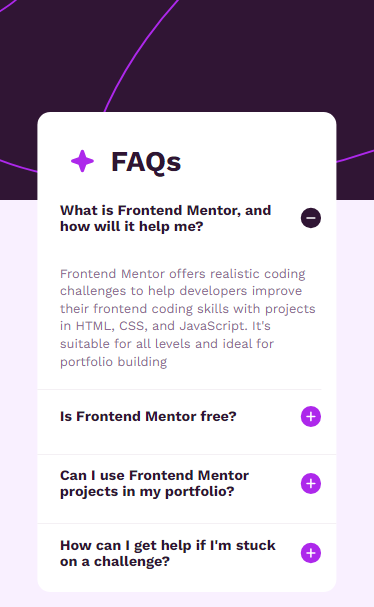 FAQs
What is Frontend Mentor, and
how will it help me?
Frontend Mentor offers realistic coding
challenges to help developers improve
their frontend coding skills with projects
in HTML, CSS, and JavaScript. It's
suitable for all levels and ideal for
portfolio building
Is Frontend Mentor free?
Can I use Frontend Mentor
projects in my portfolio?
How can I get help if I'm stuck
on a challenge?